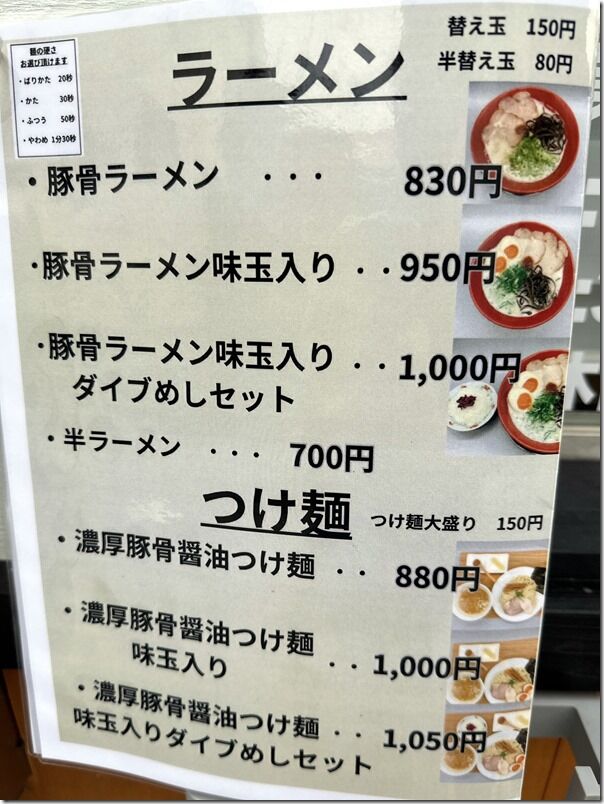 替え玉 150円
半替え玉 80円
麺の硬さ
お選び頂けます
・ばりかた 20秒
・かた 30秒
・ふつう 50秒
・やわめ 1分30秒
ラーメン
・豚骨ラーメン ・・・ 830円
・豚骨ラーメン味玉入り ・・950円
・豚骨ラーメン味玉入り ・・1,000円
ダイブめしセット
・半ラーメン ・・・ 700円
つけ麺 つけ麺大盛り 150円
・濃厚豚骨醤油つけ麺 ・・ 880円
・濃厚豚骨醤油つけ麺
味玉入り ・・1,000円
・濃厚豚骨醤油つけ麺 ・・ 1,050円
味玉入りダイブめしセット